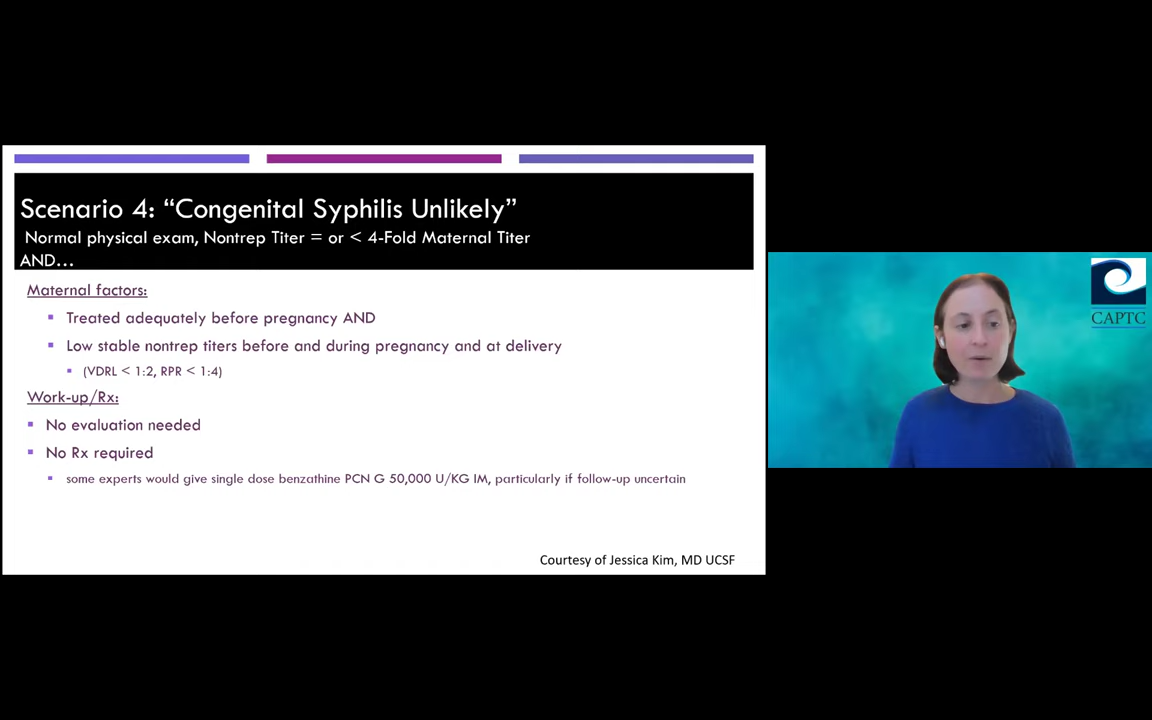 Scenario 4: “Congenital Syphilis Unlikely”
Normal physical exam, Nontrep Titer = or < 4-Fold Maternal Titer
AND…
Maternal factors:
▪ Treated adequately before pregnancy AND
▪ Low stable nontrep titers before and during pregnancy and at delivery
▪ (VDRL < 1:2, RPR < 1:4)
Work-up/Rx:
▪ No evaluation needed
▪ No Rx required
▪ some experts would give single dose benzathine PCN G 50,000 U/KG IM, particularly if follow-up uncertain
Courtesy of Jessica Kim, MD UCSF
CAPTC